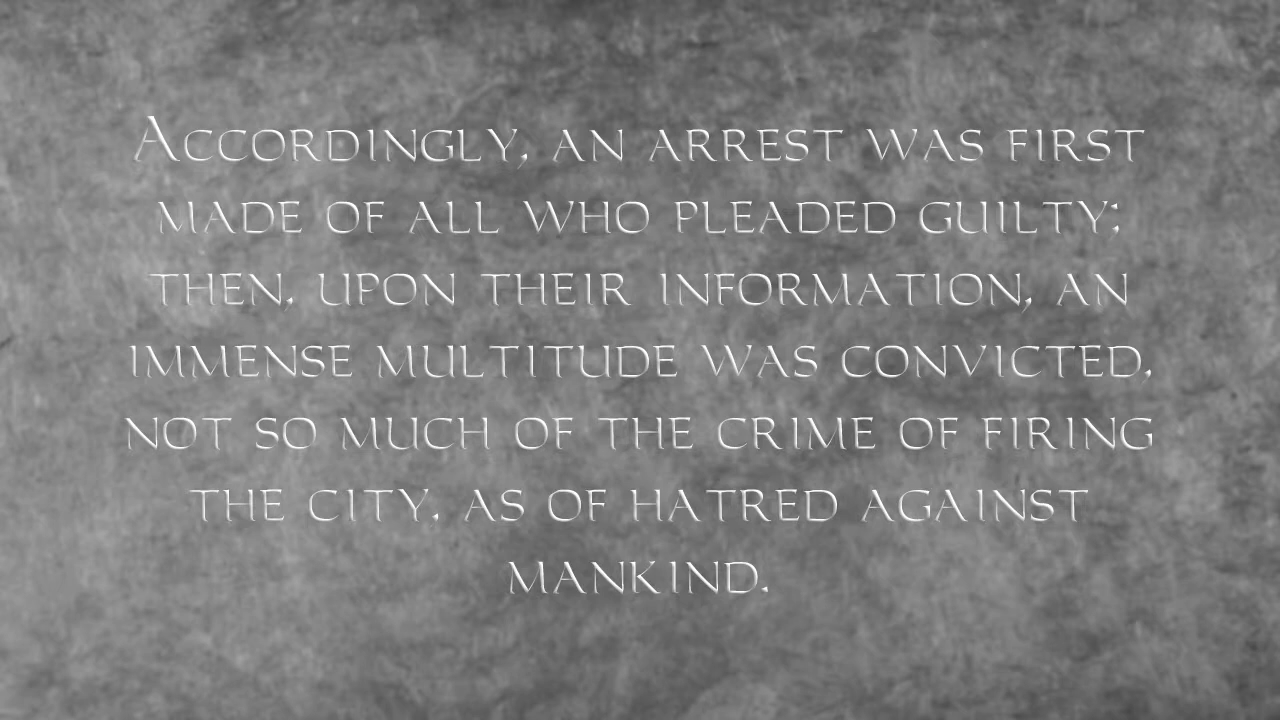 Accordingly, an arrest was first
made of all who pleaded guilty;
then, upon their information, an
immense multitude was convicted,
not so much of the crime of firing
the city, as of hatred against
mankind.